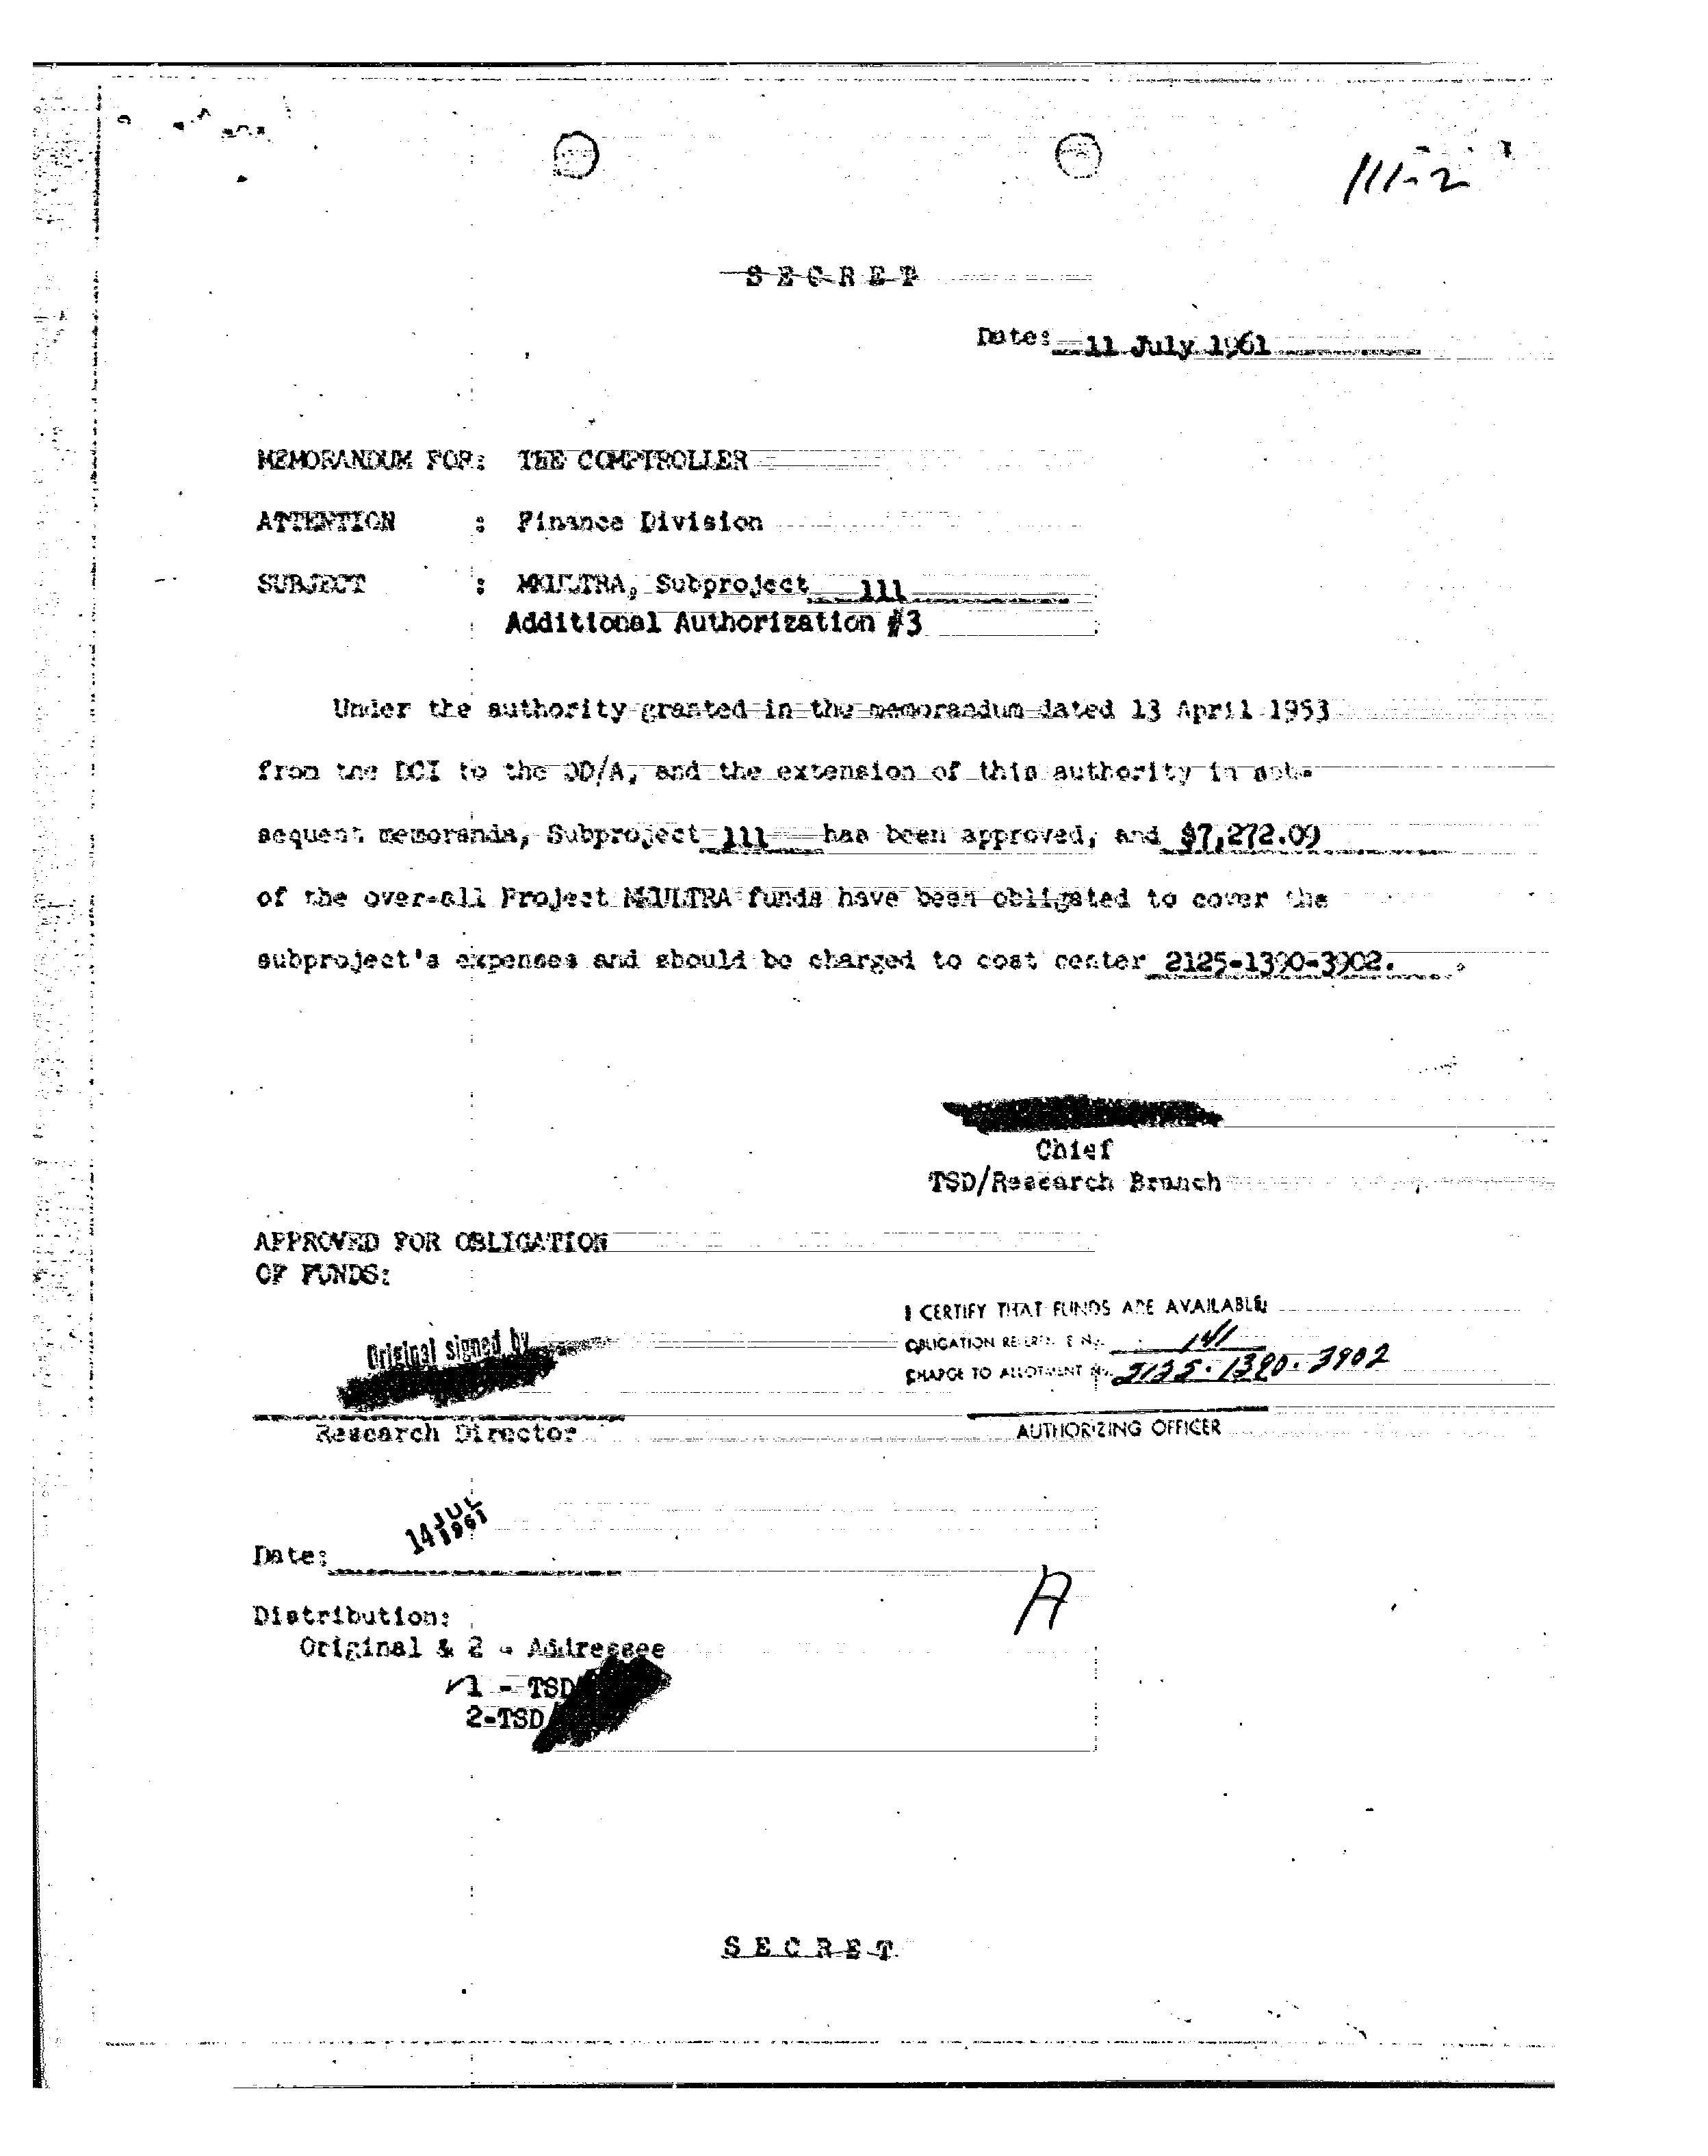 111-2
S E C R E T
Date: 11 July 1961
MEMORANDUM FOR: THE COMPTROLLER
ATTENTION : Finance Division
SUBJECT : MKULTRA, Subproject 111
Additional Authorization #3
Under the authority granted in the memorandum dated 13 April 1953
from the DCI to the DD/A, and the extension of this authority in sub-
sequent memoranda, Subproject 111 has been approved, and $7,272.09
of the over-all Project MKULTRA funds have been obligated to cover the
subproject's expenses and should be charged to cost center 2125-1390-3902. .
Chief
TSD/Research Branch
APPROVED FOR OBLIGATION
OF FUNDS:
I CERTIFY THAT FUNDS ARE AVAILABLE
OBLIGATION REFERENCE NO. 141
CHARGE TO ALLOTMENT NO. 2125-1390-3902
Original signed by
Research Director
AUTHORIZING OFFICER
14 JUL 1961
Date:
A
Distribution:
Original & 2 - Addressee
✓1 - TSD
2-TSD/
S E C R E T